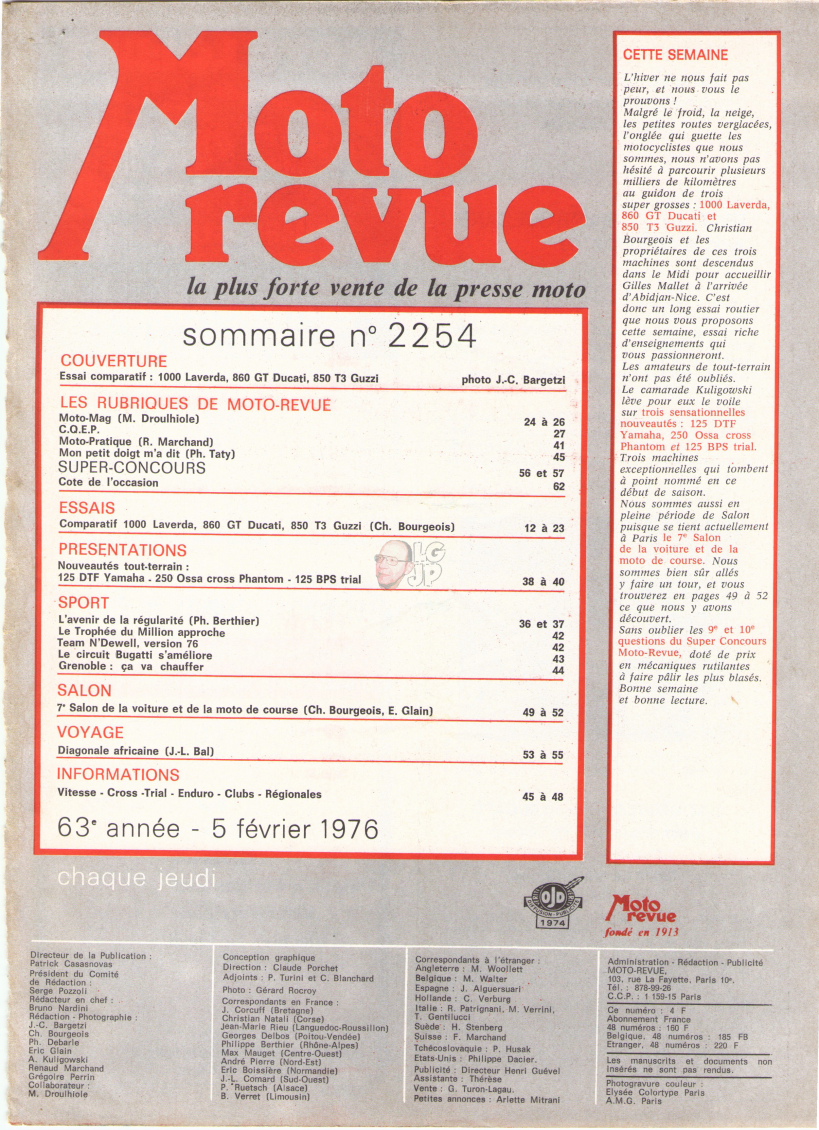 Moto
revue
la plus forte vente de la presse moto
sommaire n° 2254
COUVERTURE
Essai comparatif : 1000 Laverda, 860 GT Ducati, 850 T3 Guzzi photo J.-C. Bargetzi
LES RUBRIQUES DE MOTO-REVUE
Moto-Mag (M. Droulhiole) 24 à 26
C.Q.E.P. 27
Moto-Pratique (R. Marchand) 41
Mon petit doigt m'a dit (Ph. Taty) 45
SUPER-CONCOURS 56 et 57
Cote de l'occasion 62
ESSAIS
Comparatif 1000 Laverda, 860 GT Ducati, 850 T3 Guzzi (Ch. Bourgeois) 12 à 23
PRESENTATIONS
Nouveautés tout-terrain :
125 DTF Yamaha - 250 Ossa cross Phantom - 125 BPS trial 38 à 40
LG
JP
SPORT
L'avenir de la régularité (Ph. Berthier) 36 et 37
Le Trophée du Million approche 42
Team N'Dewell, version 76 42
Le circuit Bugatti s'améliore 43
Grenoble : ça va chauffer 44
SALON
7e Salon de la voiture et de la moto de course (Ch. Bourgeois, E. Glain) 49 à 52
VOYAGE
Diagonale africaine (J.-L. Bal) 53 à 55
INFORMATIONS
Vitesse - Cross -Trial - Enduro - Clubs - Régionales 45 à 48
63e année - 5 février 1976
chaque jeudi
CETTE SEMAINE
L'hiver ne nous fait pas
peur, et nous vous le
prouvons !
Malgré le froid, la neige,
les petites routes verglacées,
l'onglée qui guette les
motocyclistes que nous
sommes, nous n'avons pas
hésité à parcourir plusieurs
milliers de kilomètres
au guidon de trois
super grosses : 1000 Laverda,
860 GT Ducati et
850 T3 Guzzi. Christian
Bourgeois et les
propriétaires de ces trois
machines sont descendus
dans le Midi pour accueillir
Gilles Mallet à l'arrivée
d'Abidjan-Nice. C'est
donc un long essai routier
que nous vous proposons
cette semaine, essai riche
d'enseignements qui
vous passionneront.
Les amateurs de tout-terrain
n'ont pas été oubliés.
Le camarade Kuligowski
lève pour eux le voile
sur trois sensationnelles
nouveautés : 125 DTF
Yamaha, 250 Ossa cross
Phantom et 125 BPS trial.
Trois machines
exceptionnelles qui tombent
à point nommé en ce
début de saison.
Nous sommes aussi en
pleine période de Salon
puisque se tient actuellement
à Paris le 7e Salon
de la voiture et de la
moto de course. Nous
sommes bien sûr allés
y faire un tour, et vous
trouverez en pages 49 à 52
ce que nous y avons
découvert.
Sans oublier les 9e et 10e
questions du Super Concours
Moto-Revue, doté de prix
en mécaniques rutilantes
à faire pâlir les plus blasés.
Bonne semaine
et bonne lecture.
OJD
DIFFUSION-PUBLICITE
1974
Moto
revue
fondé en 1913
Directeur de la Publication :
Patrick Casasnovas
Président du Comité
de Rédaction :
Serge Pozzoli
Rédacteur en chef :
Bruno Nardini
Rédaction - Photographie :
J.-C. Bargetzi
Ch. Bourgeois
Ph. Debarle
Eric Glain
A. Kuligowski
Renaud Marchand
Grégoire Perrin
Collaborateur :
M. Droulhiole
Conception graphique
Direction : Claude Porchet
Adjoints : P. Turini et C. Blanchard
Photo : Gérard Rocroy
Correspondants en France :
J. Corcuff (Bretagne)
Christian Natali (Corse)
Jean-Marie Rieu (Languedoc-Roussillon)
Georges Delbos (Poitou-Vendée)
Philippe Berthier (Rhône-Alpes)
Max Mauget (Centre-Ouest)
André Pierre (Nord-Est)
Eric Boissière (Normandie)
J.-L. Comard (Sud-Ouest)
P. Ruetsch (Alsace)
B. Verret (Limousin)
Correspondants à l'étranger :
Angleterre : M. Woollett
Belgique : M. Walter
Espagne : J. Alguersuari
Hollande : C. Verburg
Italie : R. Patrignani, M. Verrini,
T. Gentilucci
Suède : H. Stenberg
Suisse : F. Marchand
Tchécoslovaquie : P. Husak
Etats-Unis : Philippe Dacier.
Publicité : Directeur Henri Guével
Assistante : Thérèse
Vente : G. Turon-Lagau.
Petites annonces : Arlette Mitrani
Administration - Rédaction - Publicité
MOTO-REVUE,
103, rue La Fayette, Paris 10e.
Tél. : 878-99-26
C.C.P. : 1 159-15 Paris
Ce numéro : 4 F
Abonnement France
48 numéros : 160 F
Belgique, 48 numéros : 185 FB
Etranger, 48 numéros : 220 F
Les manuscrits et documents non
insérés ne sont pas rendus.
Photogravure couleur :
Elysée Colortype Paris
A.M.G. Paris